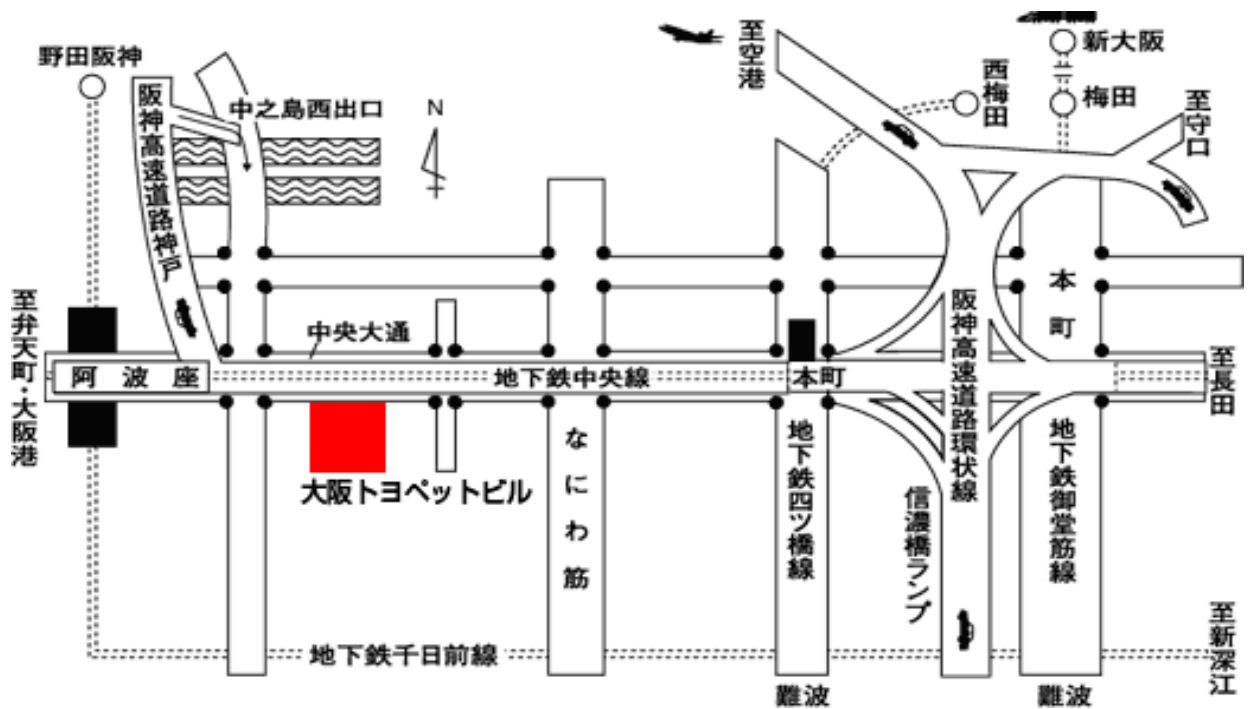 新大阪
至空港
野田阪神
西梅田
梅田
至守口
阪神高速道路神戸
中之島西出口
N
本町
至弁天町・大阪港
中央大通
阪神高速道路環状線
阿波座
地下鉄中央線
本町
至長田
大阪トヨペットビル
なにわ筋
地下鉄四ツ橋線
信濃橋ランプ
地下鉄御堂筋線
地下鉄千日前線
至新深江
難波
難波